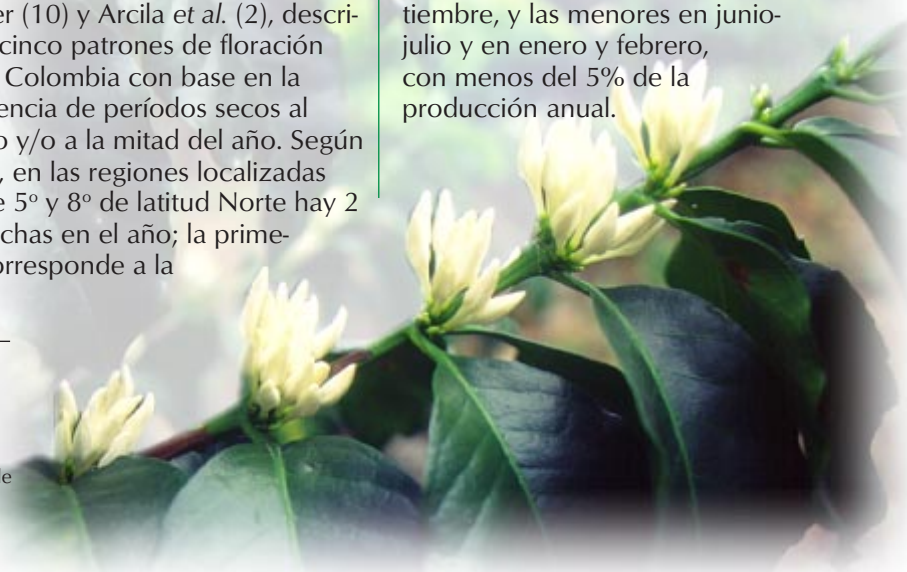 er (10) y Arcila et al. (2), descri-
cinco patrones de floración
Colombia con base en la
encia de períodos secos al
o y/o a la mitad del año. Según
, en las regiones localizadas
e 5º y 8º de latitud Norte hay 2
chas en el año; la prime-
orresponde a la
le
tiembre, y las menores en junio-
julio y en enero y febrero,
con menos del 5% de la
producción anual.